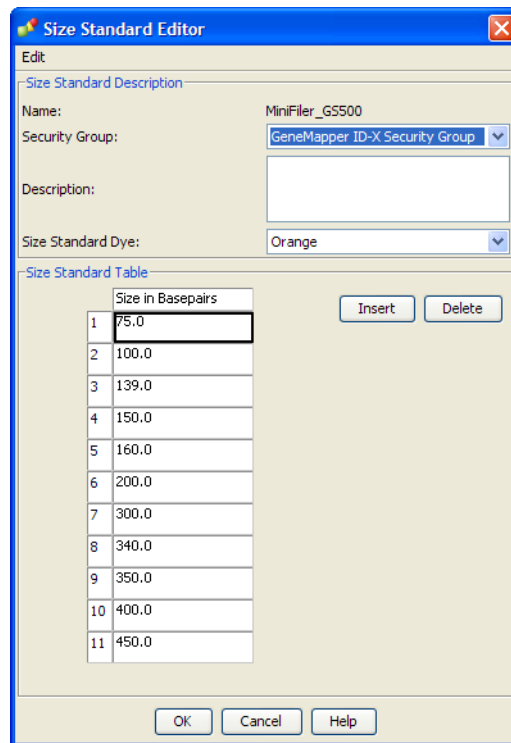 Size Standard Editor
Edit
Size Standard Description
Name: MiniFiler_GS500
Security Group: GeneMapper ID-X Security Group
Description:
Size Standard Dye: Orange
Size Standard Table
Size in Basepairs
Insert Delete
1 75.0
2 100.0
3 139.0
4 150.0
5 160.0
6 200.0
7 300.0
8 340.0
9 350.0
10 400.0
11 450.0
OK Cancel Help